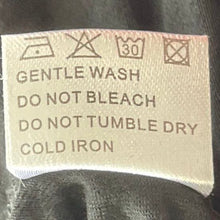 30
GENTLE WASH
DO NOT BLEACH
DO NOT TUMBLE DRY
COLD IRON